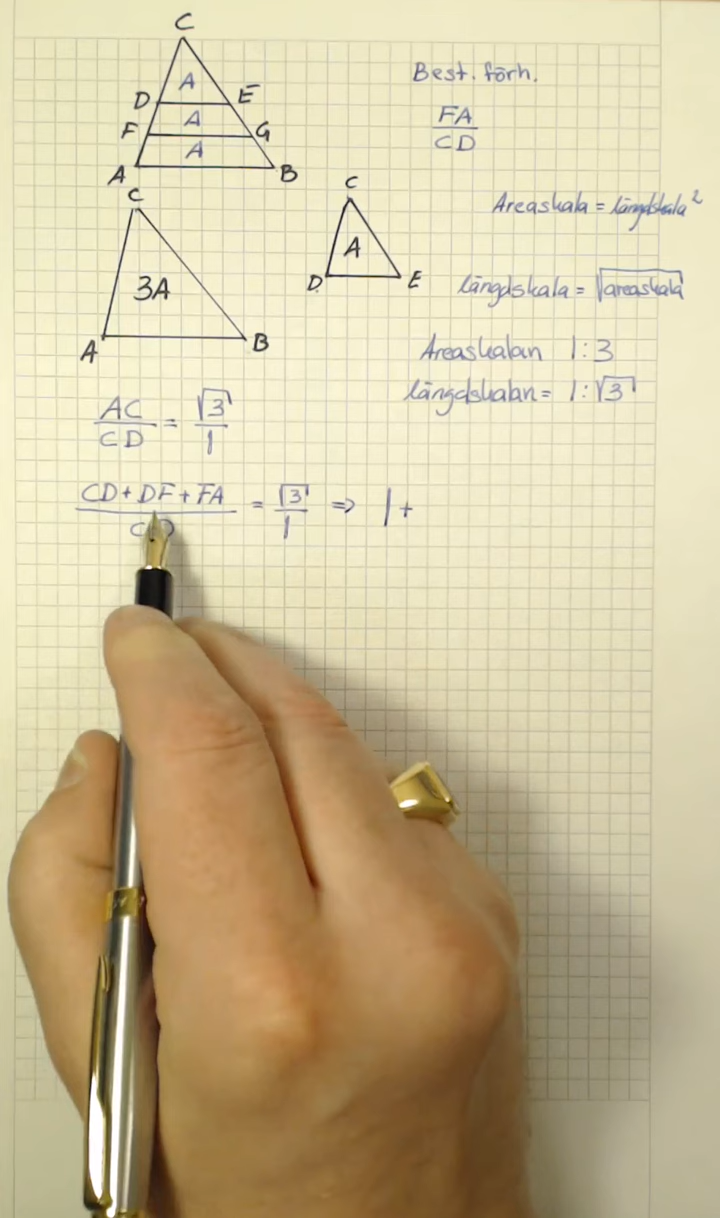 C
A
D E
A
F G
A
A B
Best. förh.
FA
CD
C
3A
A B
C
A
D E
Areaskala = längdskala²
längdskala = √areaskala
Areaskalan 1:3
längdskalan = 1:√3
AC/CD = √3/1
CD+DF+FA/CD = √3/1 ⇒ 1+